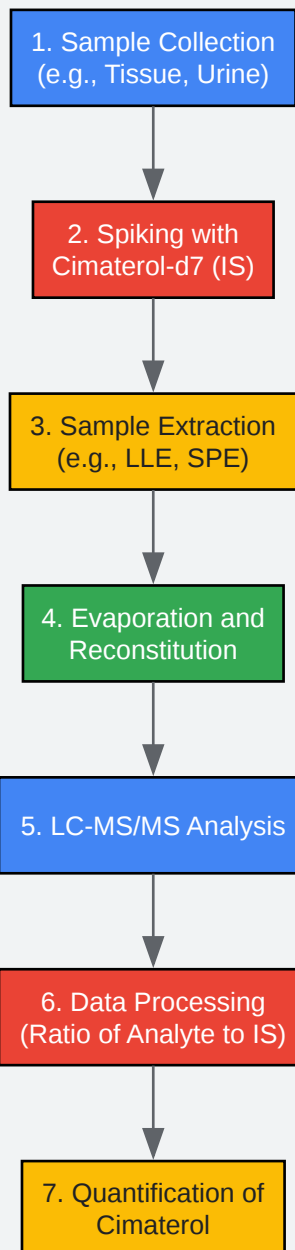 1. Sample Collection
(e.g., Tissue, Urine)
2. Spiking with
Cimaterol-d7 (IS)
3. Sample Extraction
(e.g., LLE, SPE)
4. Evaporation and
Reconstitution
5. LC-MS/MS Analysis
6. Data Processing
(Ratio of Analyte to IS)
7. Quantification of
Cimaterol